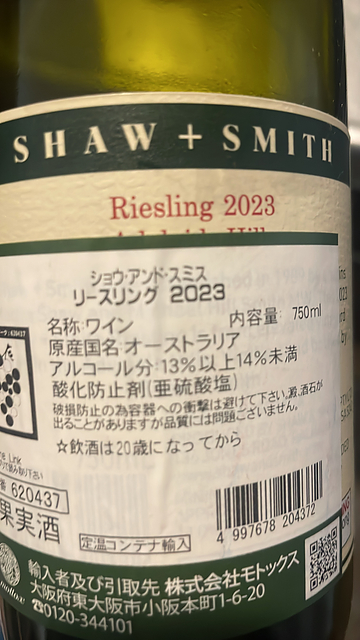 SHAW + SMITH
Riesling 2023
ショウ・アンド・スミス
リースリング 2023
名称:ワイン 内容量: 750ml
原産国名:オーストラリア
アルコール分:13%以上14%未満
酸化防止剤(亜硫酸塩)
破損防止の為容器への衝撃は避けて下さい。澱、酒石が
出ることがありますが品質には問題ございません。
☆飲酒は20歳になってから
620437
果実酒
4 997678 204372
定温コンテナ輸入
輸入者及び引取先 株式会社モトックス
大阪府東大阪市小阪本町1-6-20
☎0120-344101